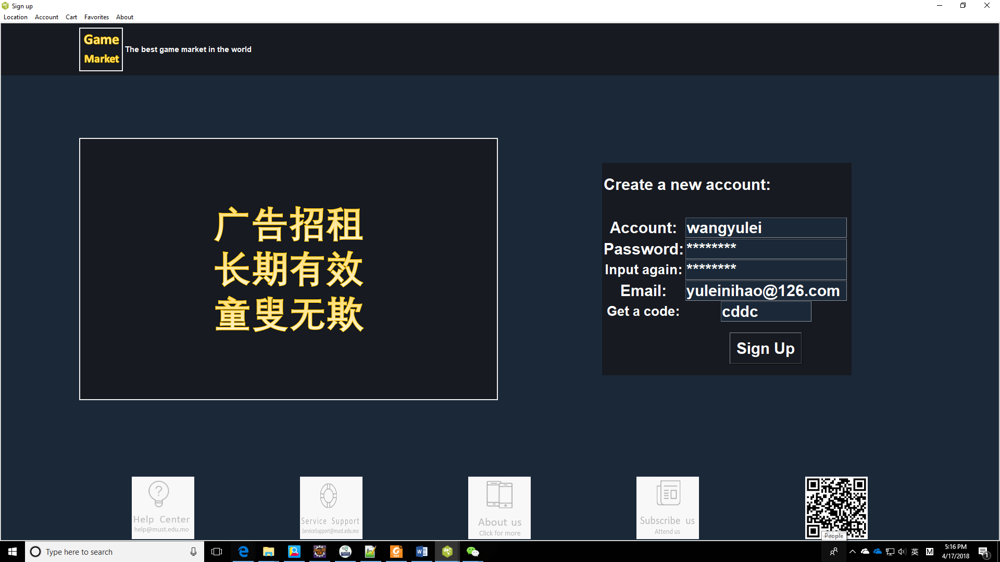 Sign up
Location Account Cart Favorites About
Game
Market
The best game market in the world
广告招租
长期有效
童叟无欺
Create a new account:
Account: wangyulei
Password: ********
Input again: ********
Email: yuleinihao@126.com
Get a code: cddc
Sign Up
Help Center
help@must.edu.mo
Service Support
ServiceSupport@must.edu.mo
About us
Click for more
Subscribe us
Attend us
People
Type here to search
英
M
5:16 PM
4/17/2018
1